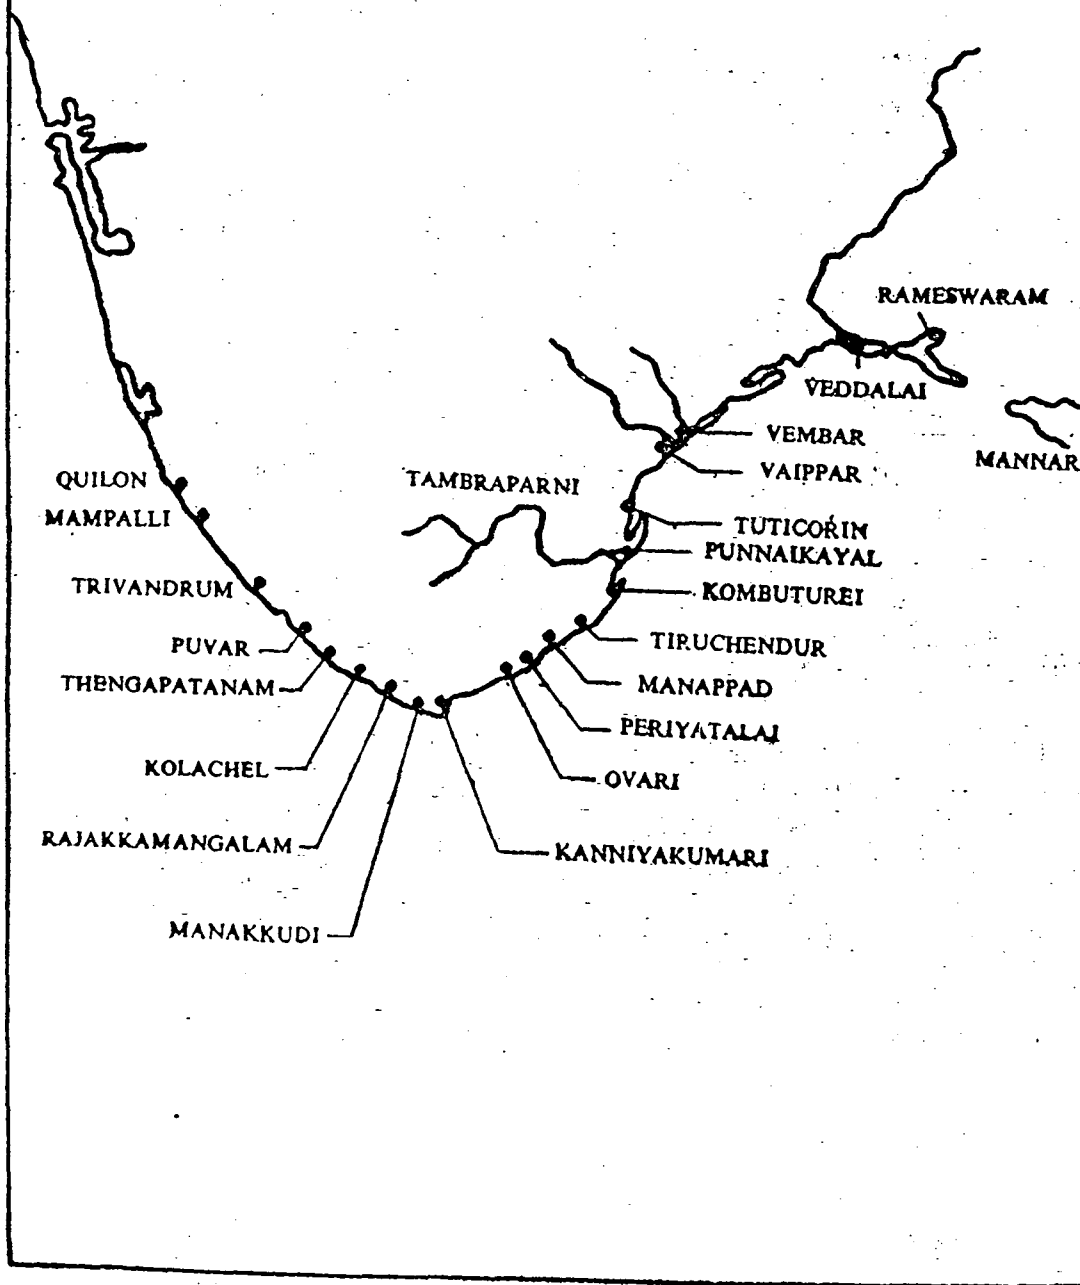 RAMESWARAM
VEDDALAI
VEMBAR
MANNAR
VAIPPAR
QUILON
TAMBRAPARNI
MAMPALLI
TUTICORIN
PUNNAIKAYAL
TRIVANDRUM
KOMBUTUREI
PUVAR
TIRUCHENDUR
THENGAPATANAM
MANAPPAD
PERIYATALAI
KOLACHEL
OVARI
RAJAKKAMANGALAM
KANNIYAKUMARI
MANAKKUDI